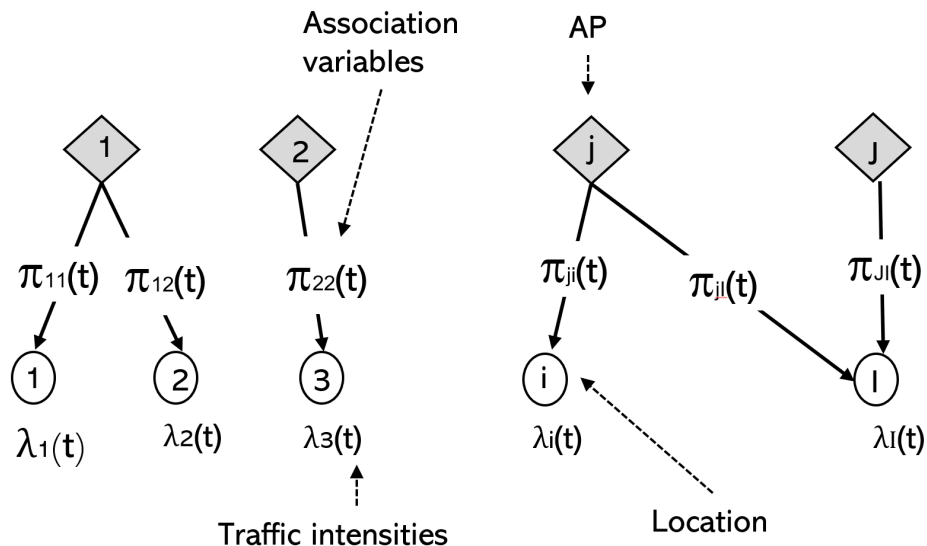 Association
variables
AP
1
2
j
J
π11(t)
π12(t)
π22(t)
πji(t)
πjI(t)
πJI(t)
1
2
3
i
I
λ1(t)
λ2(t)
λ3(t)
λi(t)
λI(t)
Traffic intensities
Location